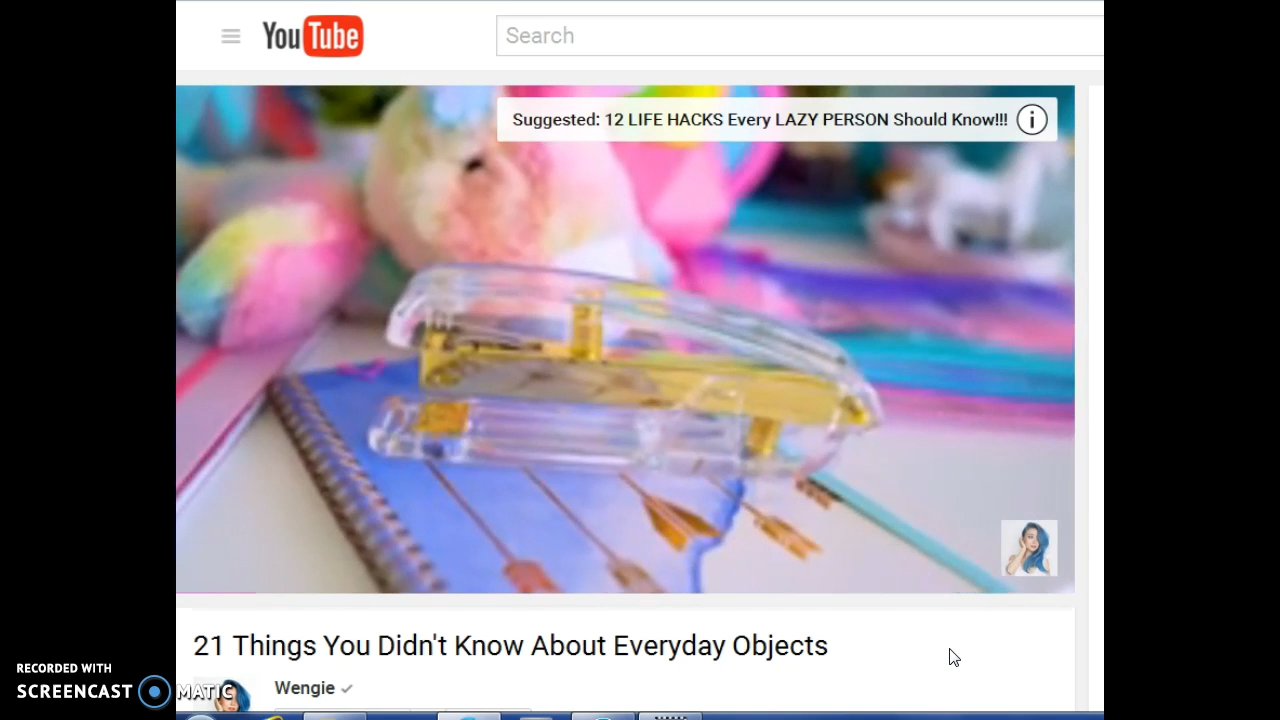 YouTube
Search
Suggested: 12 LIFE HACKS Every LAZY PERSON Should Know!!!
21 Things You Didn't Know About Everyday Objects
Wengie
RECORDED WITH
SCREENCAST MATIC